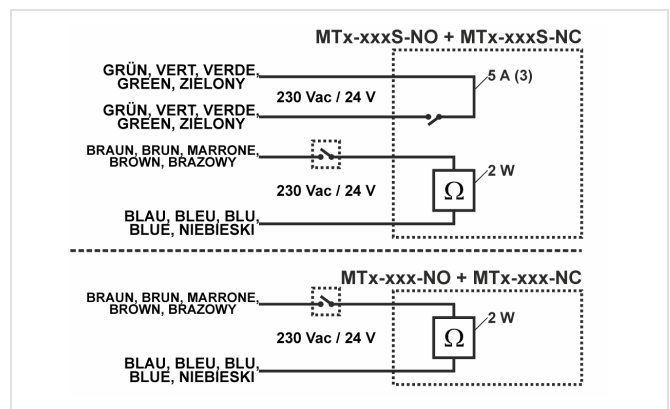 MTx-xxxS-NO + MTx-xxxS-NC
GRÜN, VERT, VERDE,
GREEN, ZIELONY
5 A (3)
230 Vac / 24 V
GRÜN, VERT, VERDE,
GREEN, ZIELONY
BRAUN, BRUN, MARRONE,
BROWN, BRAZOWY
2 W
Ω
230 Vac / 24 V
BLAU, BLEU, BLU,
BLUE, NIEBIESKI
MTx-xxx-NO + MTx-xxx-NC
BRAUN, BRUN, MARRONE,
BROWN, BRAZOWY
2 W
Ω
230 Vac / 24 V
BLAU, BLEU, BLU,
BLUE, NIEBIESKI